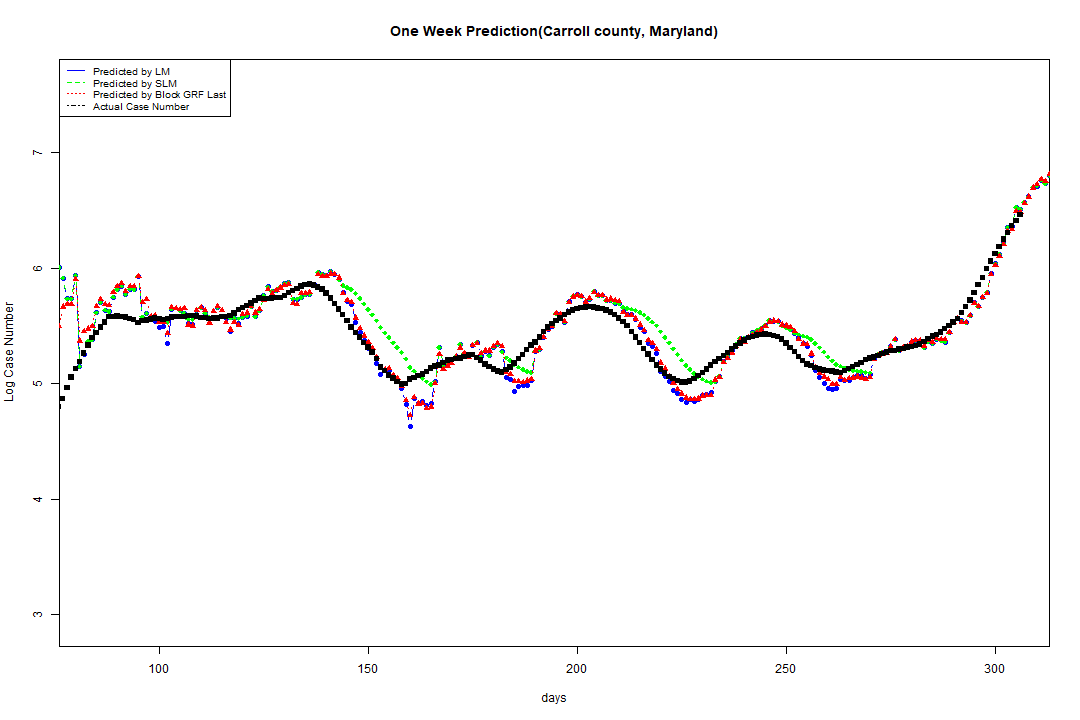 One Week Prediction(Carroll county, Maryland)
Predicted by LM
Predicted by SLM
Predicted by Block GRF Last
Actual Case Number
7
6
5
4
3
Log Case Number
100
150
200
250
300
days